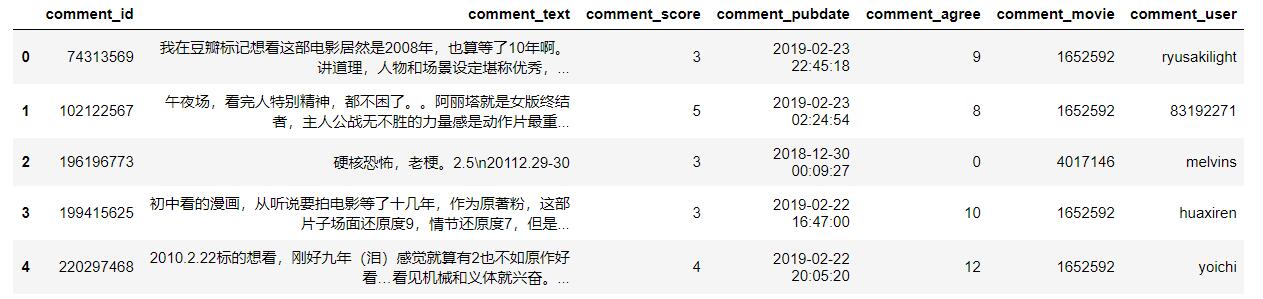 comment_id comment_text comment_score comment_pubdate comment_agree comment_movie comment_user
0 74313569 我在豆瓣标记想看这部电影居然是2008年，也算等了10年啊。 3 2019-02-23 9 1652592 ryusakilight
讲道理，人物和场景设定堪称优秀，... 22:45:18
1 102122567 午夜场，看完人特别精神，都不困了。。阿丽塔就是女版终结 5 2019-02-23 8 1652592 83192271
者，主人公战无不胜的力量感是动作片最重... 02:24:54
2 196196773 硬核恐怖，老梗。2.5\n20112.29-30 3 2018-12-30 0 4017146 melvins
00:09:27
3 199415625 初中看的漫画，从听说要拍电影等了十几年，作为原著粉，这部 3 2019-02-22 10 1652592 huaxiren
片子场面还原度9，情节还原度7，但是... 16:47:00
4 220297468 2010.2.22标的想看，刚好九年（泪）感觉就算有2也不如原作好 4 2019-02-22 12 1652592 yoichi
看…看见机械和义体就兴奋。... 20:05:20